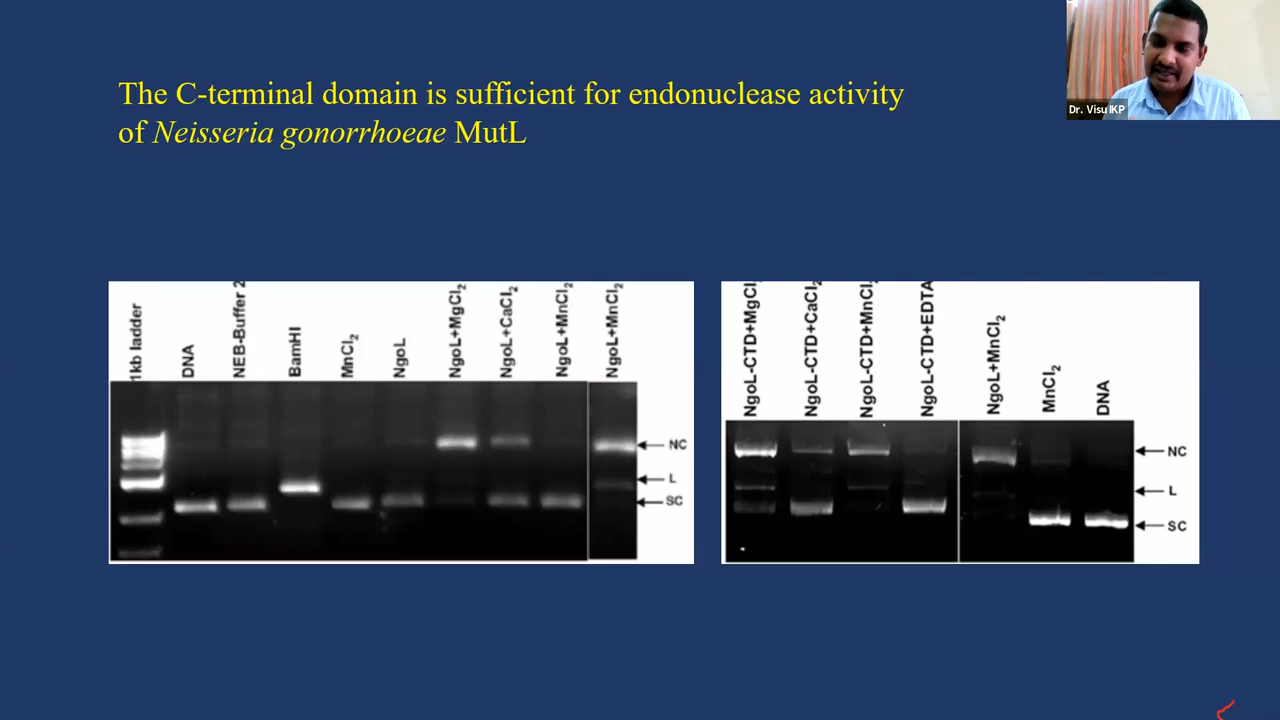 The C-terminal domain is sufficient for endonuclease activity
of Neisseria gonorrhoeae MutL
Dr. Visu IKP
1kb ladder
DNA
NEB-Buffer 2
BamHI
MnCl2
NgoL
NgoL+MgCl2
NgoL+CaCl2
NgoL+MnCl2
NgoL+MnCl2
NC
L
SC
NgoL-CTD+MgCl
NgoL-CTD+CaCl2
NgoL-CTD+MnCl
NgoL-CTD+EDTA
NgoL+MnCl2
MnCl2
DNA
NC
L
SC